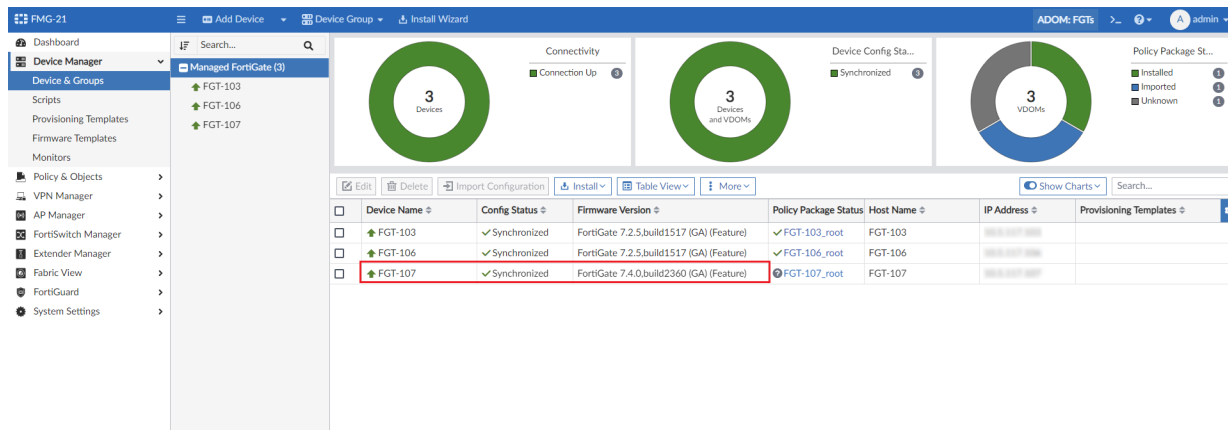 FMG-21
Add Device
Device Group
Install Wizard
ADOM: FGTs
>_
?
A
admin
Dashboard
Device Manager
Device & Groups
Scripts
Provisioning Templates
Firmware Templates
Monitors
Policy & Objects
VPN Manager
AP Manager
FortiSwitch Manager
Extender Manager
Fabric View
FortiGuard
System Settings
Search...
Managed FortiGate (3)
FGT-103
FGT-106
FGT-107
Connectivity
Connection Up 3
3
Devices
Device Config Sta...
Synchronized 3
3
Devices
and VDOMs
Policy Package St...
Installed 1
Imported 1
Unknown 1
3
VDOMs
Edit Delete Import Configuration Install Table View More Show Charts Search...
Device Name Config Status Firmware Version Policy Package Status Host Name IP Address Provisioning Templates
FGT-103 Synchronized FortiGate 7.2.5,build1517 (GA) (Feature) FGT-103_root FGT-103
FGT-106 Synchronized FortiGate 7.2.5,build1517 (GA) (Feature) FGT-106_root FGT-106
FGT-107 Synchronized FortiGate 7.4.0,build2360 (GA) (Feature) FGT-107_root FGT-107